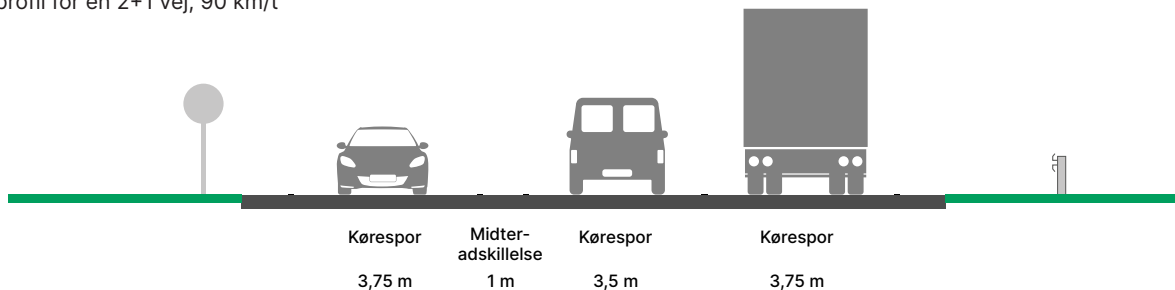 profil for en 2+1 vej, 90 km/t
Kørespor
Midter-
adskillelse
Kørespor
Kørespor
3,75 m
1 m
3,5 m
3,75 m